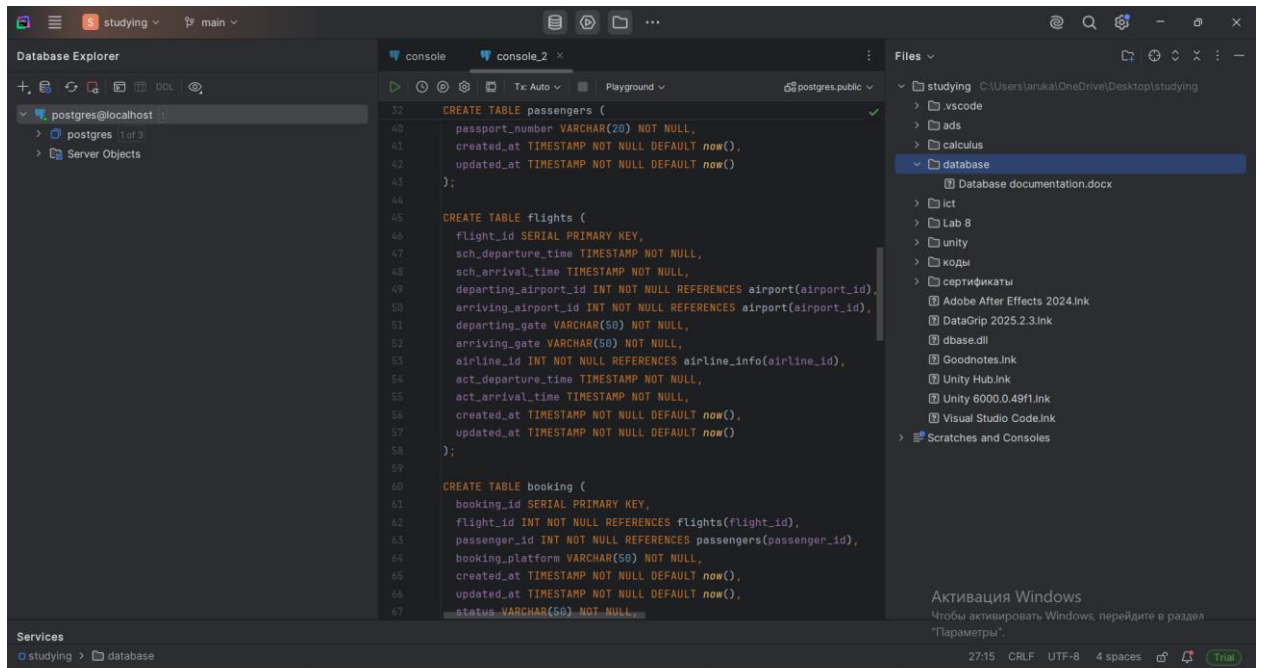 S studying main
Database Explorer
DDL
postgres@localhost 1
postgres 1 of 3
Server Objects
console console_2
Tx: Auto Playground postgres.public
32 CREATE TABLE passengers (
40 passport_number VARCHAR(20) NOT NULL,
41 created_at TIMESTAMP NOT NULL DEFAULT now(),
42 updated_at TIMESTAMP NOT NULL DEFAULT now()
43 );
44
45 CREATE TABLE flights (
46 flight_id SERIAL PRIMARY KEY,
47 sch_departure_time TIMESTAMP NOT NULL,
48 sch_arrival_time TIMESTAMP NOT NULL,
49 departing_airport_id INT NOT NULL REFERENCES airport(airport_id),
50 arriving_airport_id INT NOT NULL REFERENCES airport(airport_id),
51 departing_gate VARCHAR(50) NOT NULL,
52 arriving_gate VARCHAR(50) NOT NULL,
53 airline_id INT NOT NULL REFERENCES airline_info(airline_id),
54 act_departure_time TIMESTAMP NOT NULL,
55 act_arrival_time TIMESTAMP NOT NULL,
56 created_at TIMESTAMP NOT NULL DEFAULT now(),
57 updated_at TIMESTAMP NOT NULL DEFAULT now()
58 );
59
60 CREATE TABLE booking (
61 booking_id SERIAL PRIMARY KEY,
62 flight_id INT NOT NULL REFERENCES flights(flight_id),
63 passenger_id INT NOT NULL REFERENCES passengers(passenger_id),
64 booking_platform VARCHAR(50) NOT NULL,
65 created_at TIMESTAMP NOT NULL DEFAULT now(),
66 updated_at TIMESTAMP NOT NULL DEFAULT now(),
67 status VARCHAR(50) NOT NULL,
Files
studying C:\Users\aruka\OneDrive\Desktop\studying
.vscode
ads
calculus
database
Database documentation.docx
ict
Lab 8
unity
коды
сертификаты
Adobe After Effects 2024.lnk
DataGrip 2025.2.3.lnk
dbase.dll
Goodnotes.lnk
Unity Hub.lnk
Unity 6000.0.49f1.lnk
Visual Studio Code.lnk
Scratches and Consoles
Активация Windows
Чтобы активировать Windows, перейдите в раздел
"Параметры".
Services
studying > database
27:15 CRLF UTF-8 4 spaces Trial